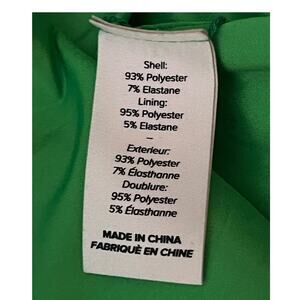 Shell:
93% Polyester
7% Elastane
Lining:
95% Polyester
5% Elastane
–
Exterieur:
93% Polyester
7% Élasthanne
Doublure:
95% Polyester
5% Élasthanne
MADE IN CHINA
FABRIQUÉ EN CHINE